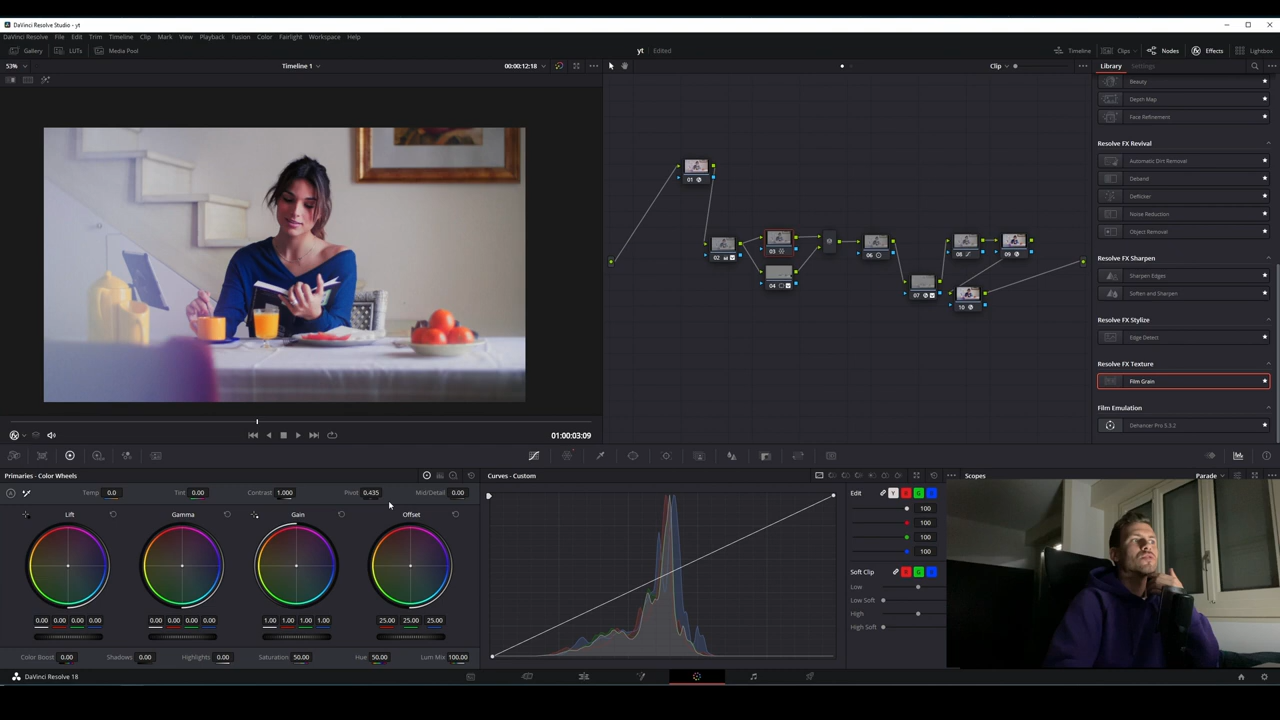 DaVinci Resolve Studio - yt
DaVinci Resolve File Edit Trim Timeline Clip Mark View Playback Fusion Color Fairlight Workspace Help
Gallery LUTs Media Pool yt Edited Timeline Clips Nodes Effects Lightbox
53% Timeline 1 00:00:12:18 Clip Library Settings
Beauty
Depth Map
Face Refinement
Resolve FX Revival
Automatic Dirt Removal
Deband
Deflicker
Noise Reduction
Object Removal
Resolve FX Sharpen
Sharpen Edges
Soften and Sharpen
Resolve FX Stylize
Edge Detect
Resolve FX Texture
Film Grain
Film Emulation
Dehancer Pro 5.3.2
01
02
03
04
06
07
08
09
10
01:00:03:09
Primaries - Color Wheels
Temp 0.0 Tint 0.00 Contrast 1.000 Pivot 0.435 Mid/Detail 0.00
Lift Gamma Gain Offset
0.00 0.00 0.00 0.00 0.00 0.00 0.00 0.00 1.00 1.00 1.00 1.00 25.00 25.00 25.00
Color Boost 0.00 Shadows 0.00 Highlights 0.00 Saturation 50.00 Hue 50.00 Lum Mix 100.00
Curves - Custom
Edit Y R G B
100
100
100
100
Soft Clip R G B
Low
Low Soft
High
High Soft
Scopes Parade
DaVinci Resolve 18